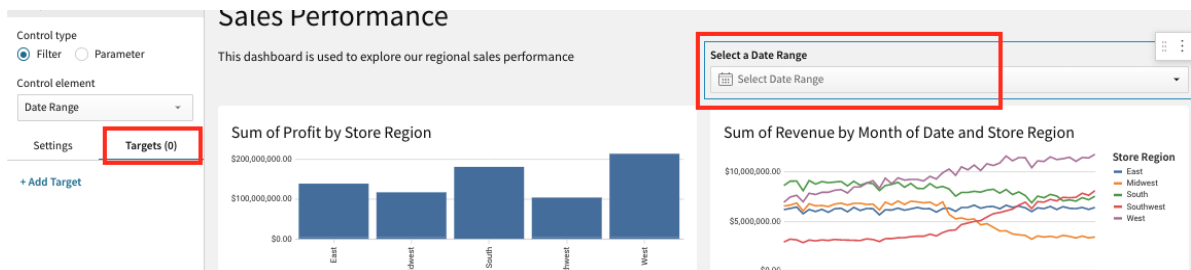 Control type
Filter
Parameter
Control element
Date Range
Settings
Targets (0)
+ Add Target
Sales Performance
This dashboard is used to explore our regional sales performance
Select a Date Range
Select Date Range
Sum of Profit by Store Region
$200,000,000.00
$100,000,000.00
$0.00
East
South
West
Sum of Revenue by Month of Date and Store Region
$10,000,000.00
$5,000,000.00
$0.00
Store Region
East
Midwest
South
Southwest
West